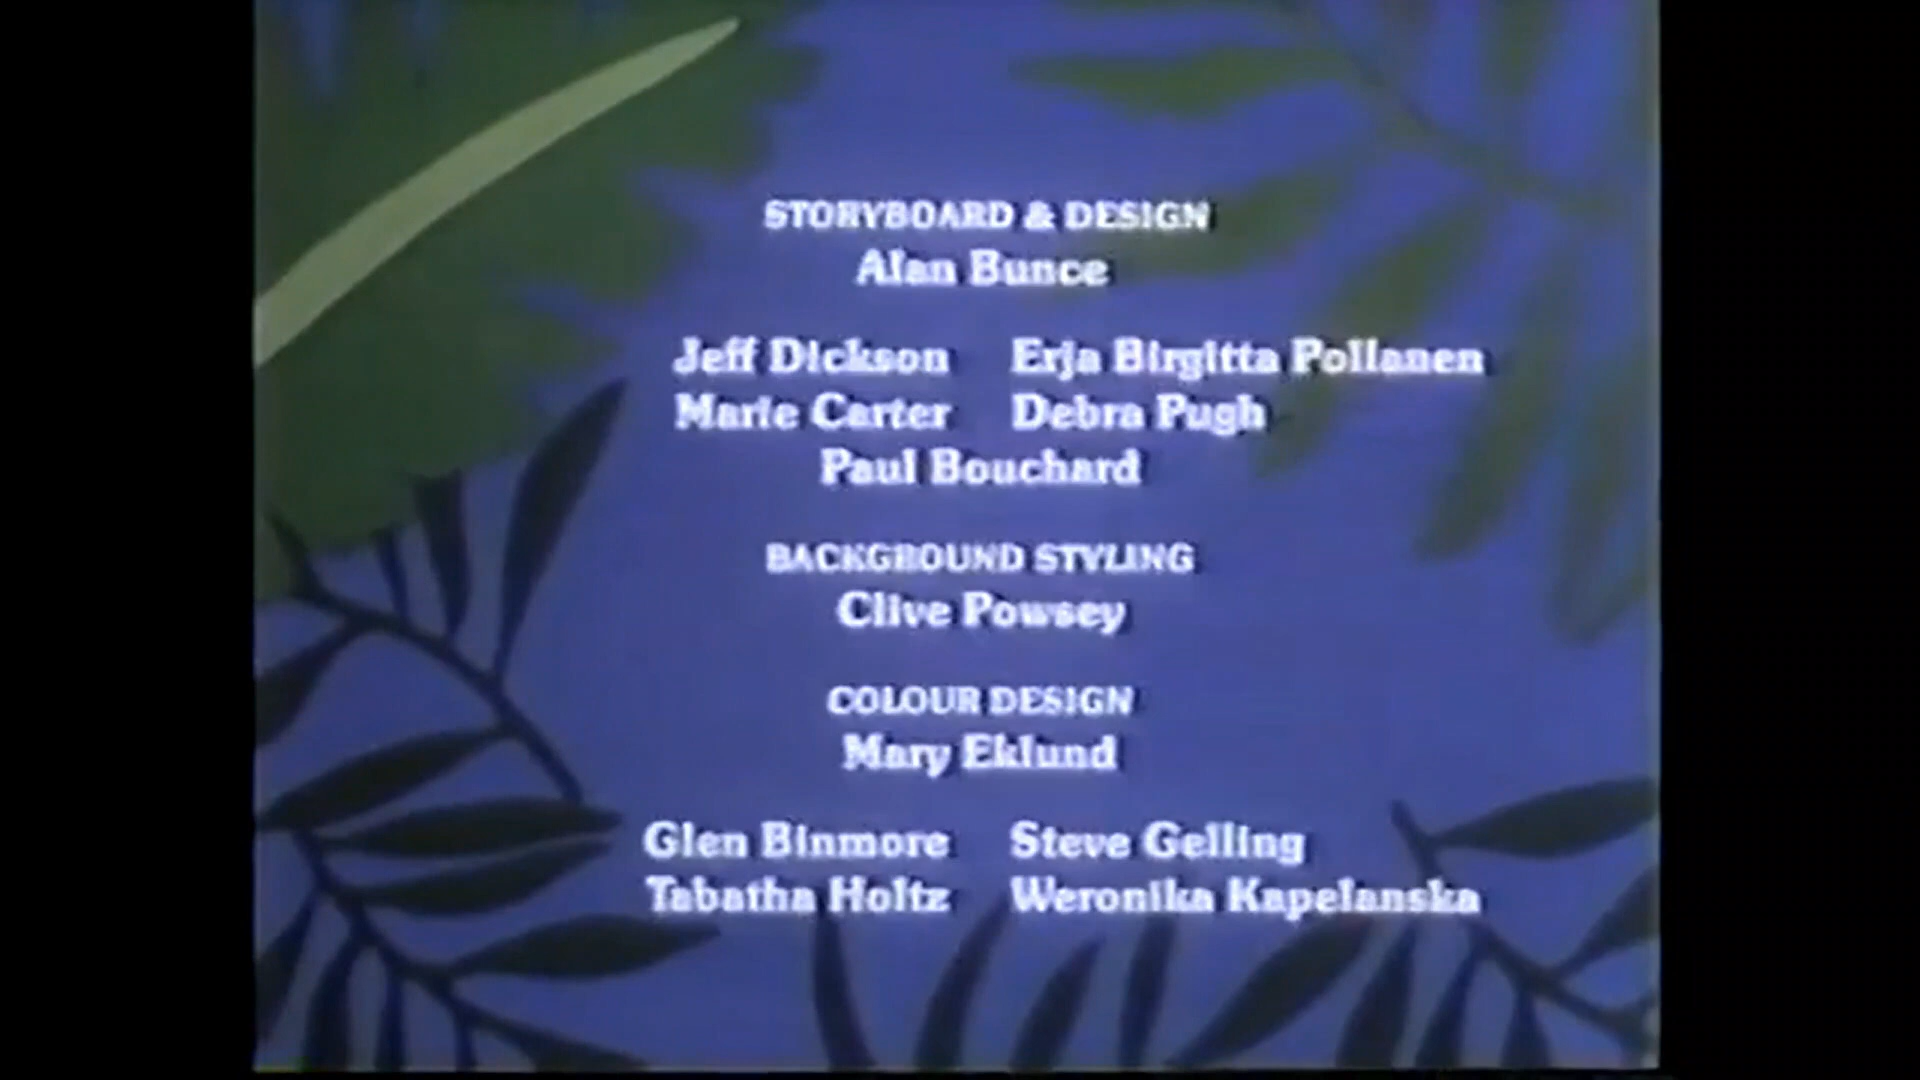 STORYBOARD & DESIGN
Alan Bunce
Jeff Dickson Erja Birgitta Pollanen
Marie Carter Debra Pugh
Paul Bouchard
BACKGROUND STYLING
Clive Powsey
COLOUR DESIGN
Mary Eklund
Glen Binmore Steve Gelling
Tabatha Holtz Weronika Kapelanska